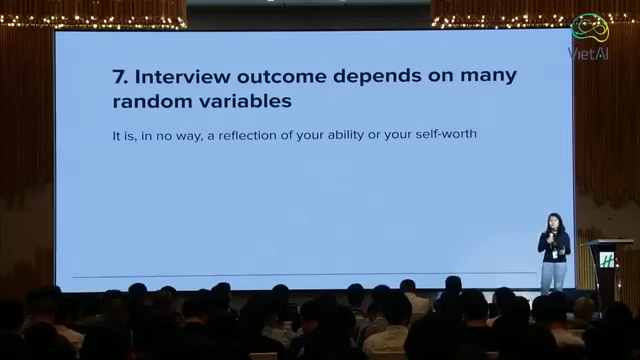 VietAI
7. Interview outcome depends on many
random variables
It is, in no way, a reflection of your ability or your self-worth
H